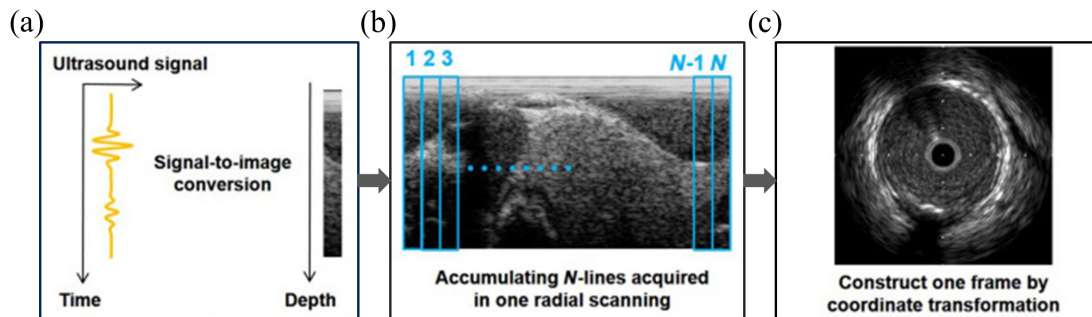 (a)
Ultrasound signal
Signal-to-image
conversion
Time
Depth
(b)
1 2 3
N-1 N
Accumulating N-lines acquired
in one radial scanning
(c)
Construct one frame by
coordinate transformation